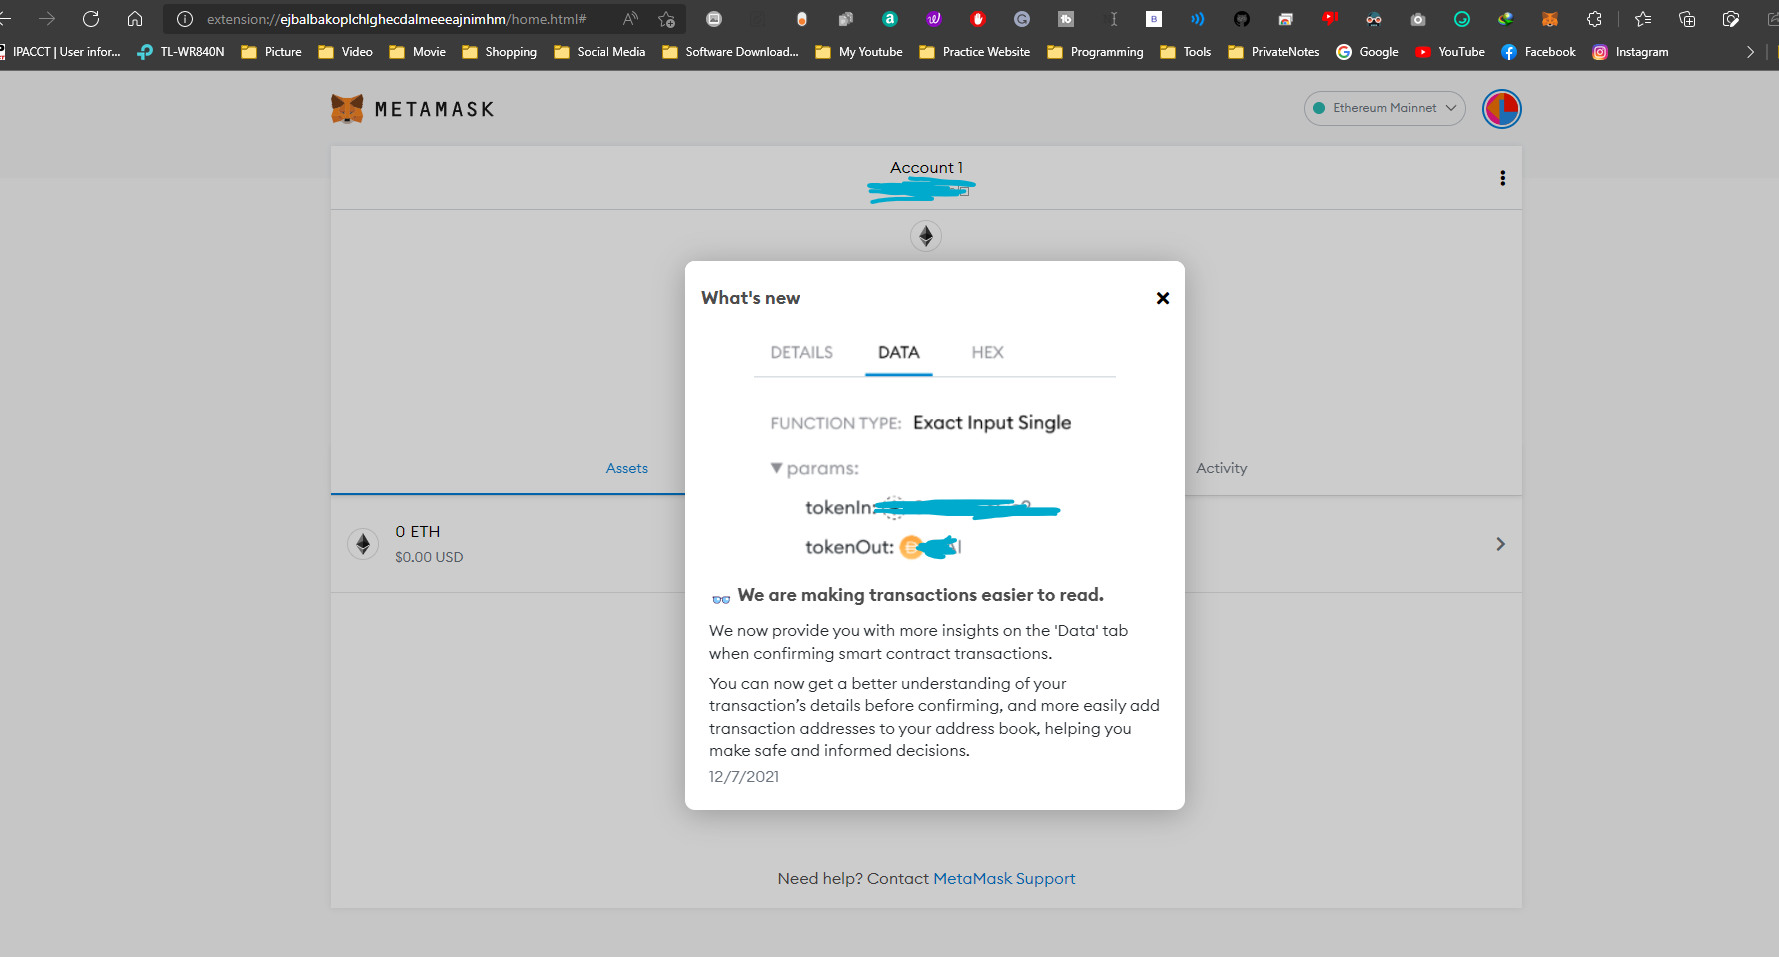 extension://ejbalbakoplchlghecdalmeeeajnimhm/home.html#
IPACCT | User infor...
TL-WR840N
Picture
Video
Movie
Shopping
Social Media
Software Download...
My Youtube
Practice Website
Programming
Tools
PrivateNotes
Google
YouTube
Facebook
Instagram
METAMASK
Ethereum Mainnet
Account 1
What's new
DETAILS
DATA
HEX
FUNCTION TYPE: Exact Input Single
params:
tokenIn:
tokenOut:
Assets
Activity
0 ETH
$0.00 USD
We are making transactions easier to read.
We now provide you with more insights on the 'Data' tab
when confirming smart contract transactions.
You can now get a better understanding of your
transaction’s details before confirming, and more easily add
transaction addresses to your address book, helping you
make safe and informed decisions.
12/7/2021
Need help? Contact MetaMask Support